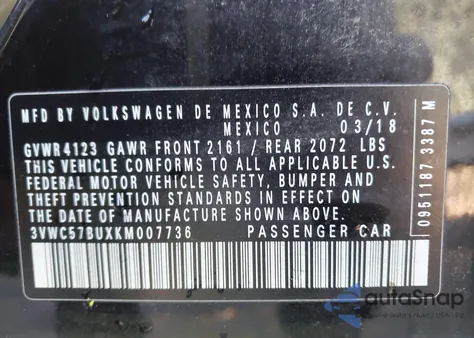 MFD BY VOLKSWAGEN DE MEXICO S.A. DE C.V.
MEXICO 03/18
GVWR4123 GAWR FRONT 2161 / REAR 2072 LBS
THIS VEHICLE CONFORMS TO ALL APPLICABLE U.S.
FEDERAL MOTOR VEHICLE SAFETY, BUMPER AND
THEFT PREVENTION STANDARDS IN EFFECT ON THE
DATE OF MANUFACTURE SHOWN ABOVE.
3VWC57BUXKM007736 PASSENGER CAR
0951187 3387 M
autoSnap